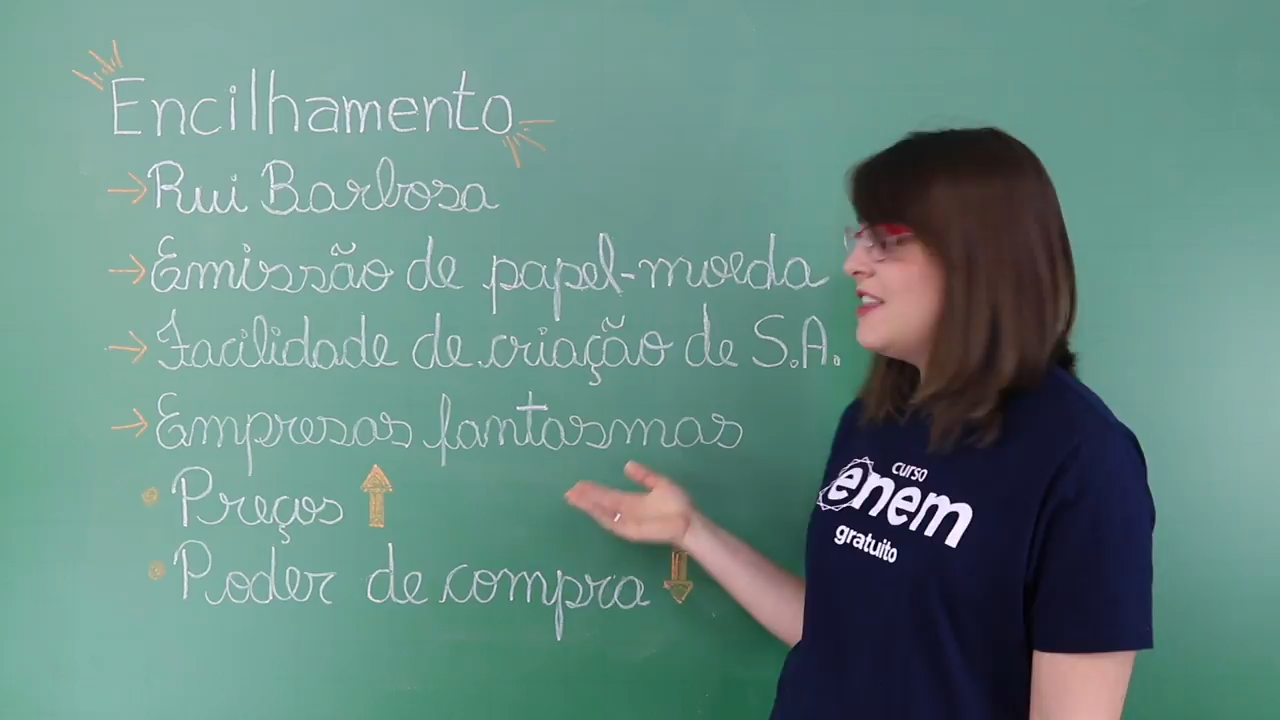 Encilhamento
→ Rui Barbosa
→ Emissão de papel-moeda
→ Facilidade de criação de S.A.
→ Empresas fantasmas
• Preços ↑
• Poder de compra ↓
curso
enem
gratuito